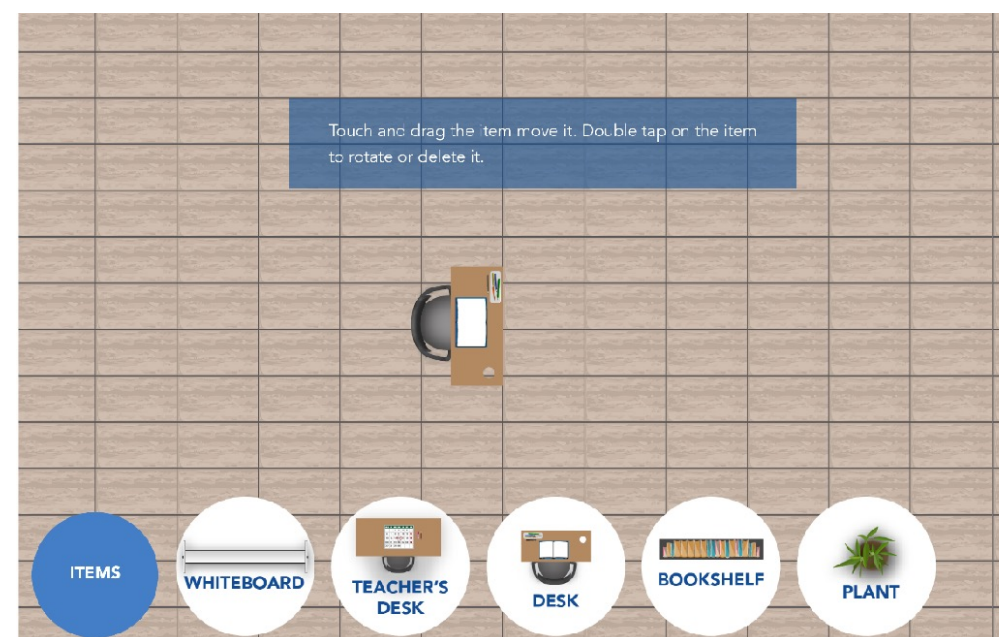 Touch and drag the item move it. Double tap on the item
to rotate or delete it.
ITEMS
WHITEBOARD
TEACHER'S
DESK
DESK
BOOKSHELF
PLANT